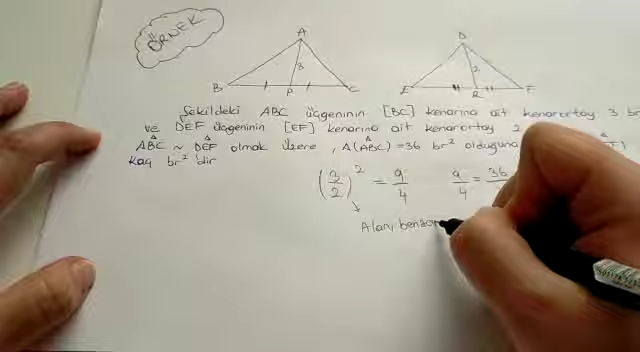 ÖRNEK
A
3
B P C
D
2
E R F
Şekildeki ABC üçgeninin [BC] kenarına ait kenarortay 3 br
ve DEF üçgeninin [EF] kenarına ait kenarortay 2
ABC ~ DEF olmak üzere, A(ABC)=36 br² olduğuna
kaç br² dir
(3/2)² = 9/4
9/4 = 36
Alan, benzer